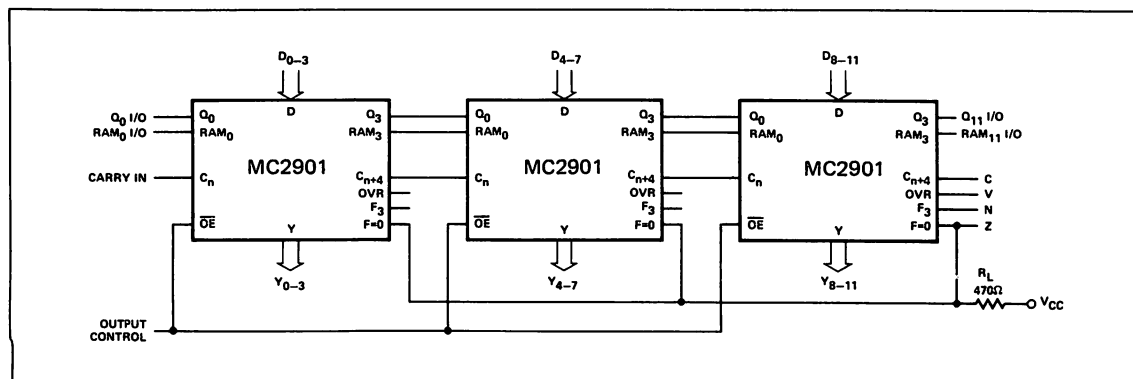 D0–3 D4–7 D8–11
D D D
Q0 I/O Q0 Q3 Q0 Q3 Q0 Q3 Q11 I/O
RAM0 I/O RAM0 RAM3 RAM0 RAM3 RAM0 RAM3 RAM11 I/O
MC2901 MC2901 MC2901
CARRY IN Cn Cn+4 Cn Cn+4 Cn Cn+4 C
OVR OVR OVR V
F3 F3 F3 N
OE F=0 OE F=0 OE F=0 Z
Y Y Y
Y0–3 Y4–7 Y8–11
RL
470Ω
VCC
OUTPUT
CONTROL